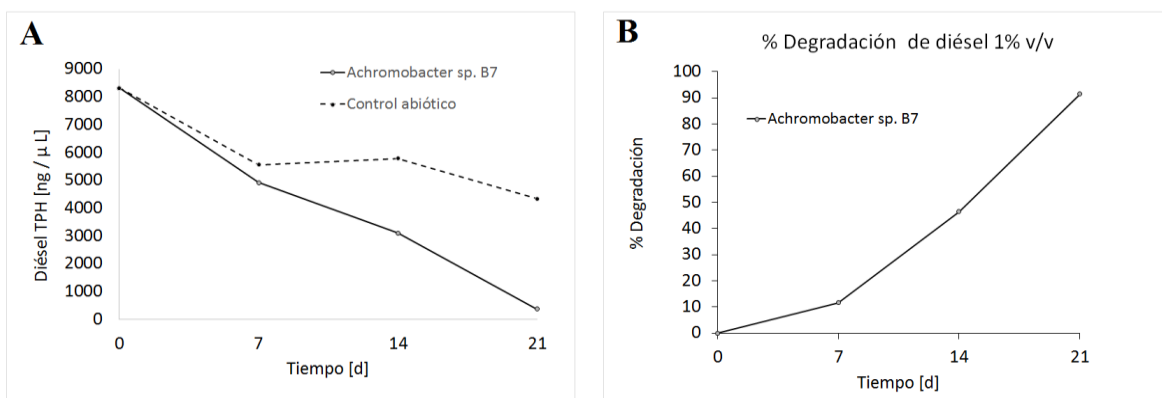 A
Achromobacter sp. B7
Control abiótico
Diésel TPH [ng / µ L]
9000
8000
7000
6000
5000
4000
3000
2000
1000
0
0 7 14 21
Tiempo [d]
B
% Degradación de diésel 1% v/v
Achromobacter sp. B7
% Degradación
100
90
80
70
60
50
40
30
20
10
0
0 7 14 21
Tiempo [d]